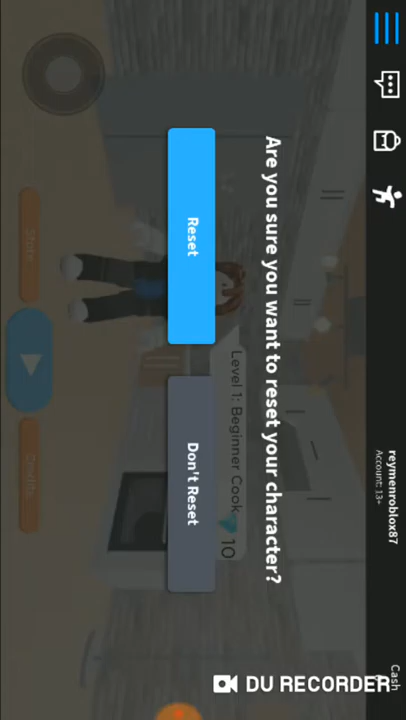 reymenroblox87
Account: 13+
Cash
Are you sure you want to reset your character?
Reset
Don't Reset
Level 1: Beginner Cook
10
Credits
DU RECORDER